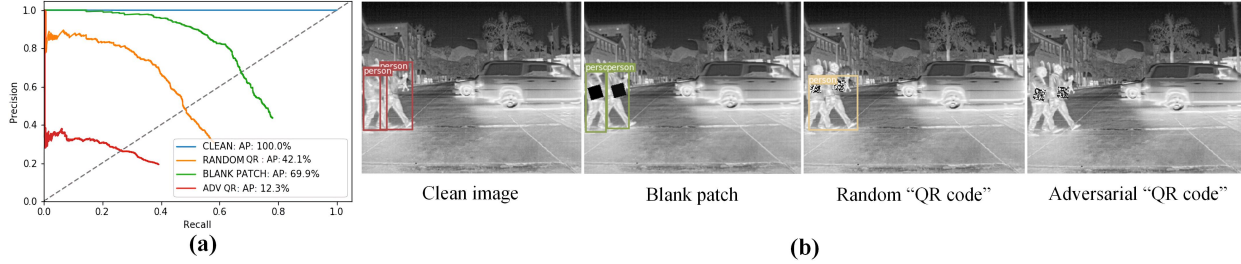 1.0
0.8
0.6
0.4
0.2
0.0
Precision
0.0 0.2 0.4 0.6 0.8 1.0
Recall
CLEAN: AP: 100.0%
RANDOM QR : AP: 42.1%
BLANK PATCH: AP: 69.9%
ADV QR: AP: 12.3%
(a)
person
person
person
person
Clean image
Blank patch
Random “QR code”
Adversarial “QR code”
(b)